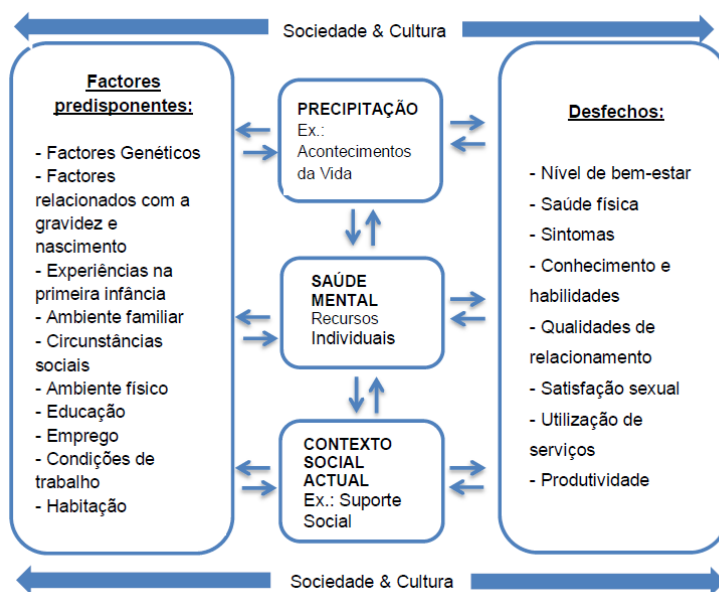 Sociedade & Cultura
Factores
predisponentes:
- Factores Genéticos
- Factores
relacionados com a
gravidez e
nascimento
- Experiências na
primeira infância
- Ambiente familiar
- Circunstâncias
sociais
- Ambiente físico
- Educação
- Emprego
- Condições de
trabalho
- Habitação
PRECIPITAÇÃO
Ex.:
Acontecimentos
da Vida
SAÚDE
MENTAL
Recursos
Individuais
CONTEXTO
SOCIAL
ACTUAL
Ex.: Suporte
Social
Desfechos:
- Nível de bem-estar
- Saúde física
- Sintomas
- Conhecimento e
habilidades
- Qualidades de
relacionamento
- Satisfação sexual
- Utilização de
serviços
- Produtividade
Sociedade & Cultura